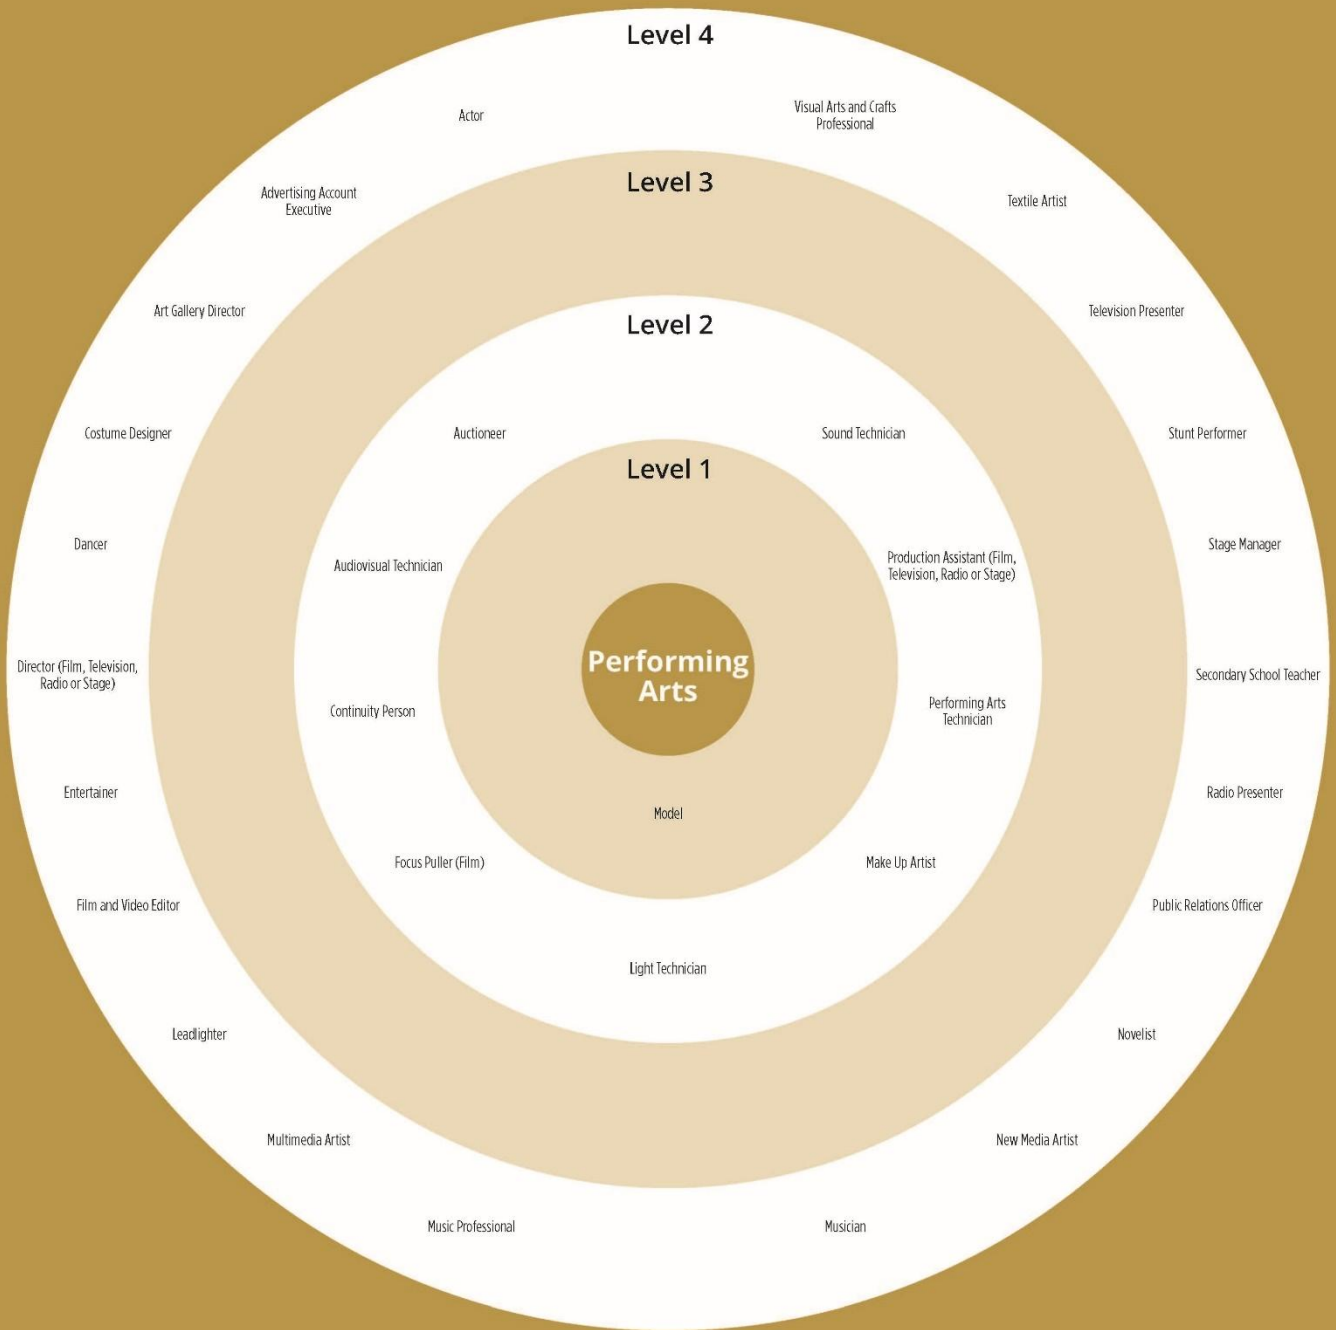 Level 4
Actor
Visual Arts and Crafts
Professional
Advertising Account
Executive
Textile Artist
Art Gallery Director
Television Presenter
Costume Designer
Stunt Performer
Dancer
Stage Manager
Director (Film, Television,
Radio or Stage)
Secondary School Teacher
Entertainer
Radio Presenter
Film and Video Editor
Public Relations Officer
Leadlighter
Novelist
Multimedia Artist
New Media Artist
Music Professional
Musician
Level 3
Level 2
Auctioneer
Sound Technician
Audiovisual Technician
Production Assistant (Film,
Television, Radio or Stage)
Continuity Person
Performing Arts
Technician
Focus Puller (Film)
Make Up Artist
Light Technician
Level 1
Model
Performing
Arts